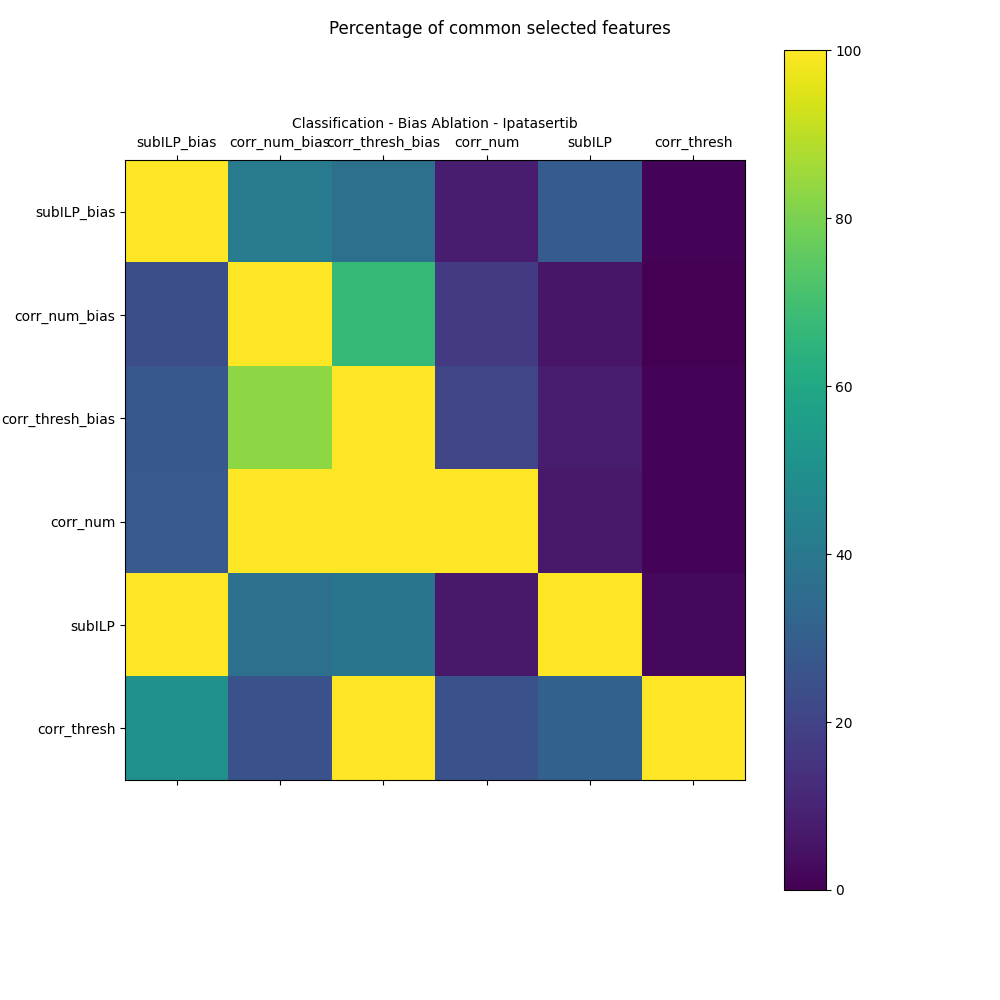 Percentage of common selected features
Classification - Bias Ablation - Ipatasertib
subILP_bias corr_num_bias corr_thresh_bias corr_num subILP corr_thresh
subILP_bias
corr_num_bias
corr_thresh_bias
corr_num
subILP
corr_thresh
100
80
60
40
20
0